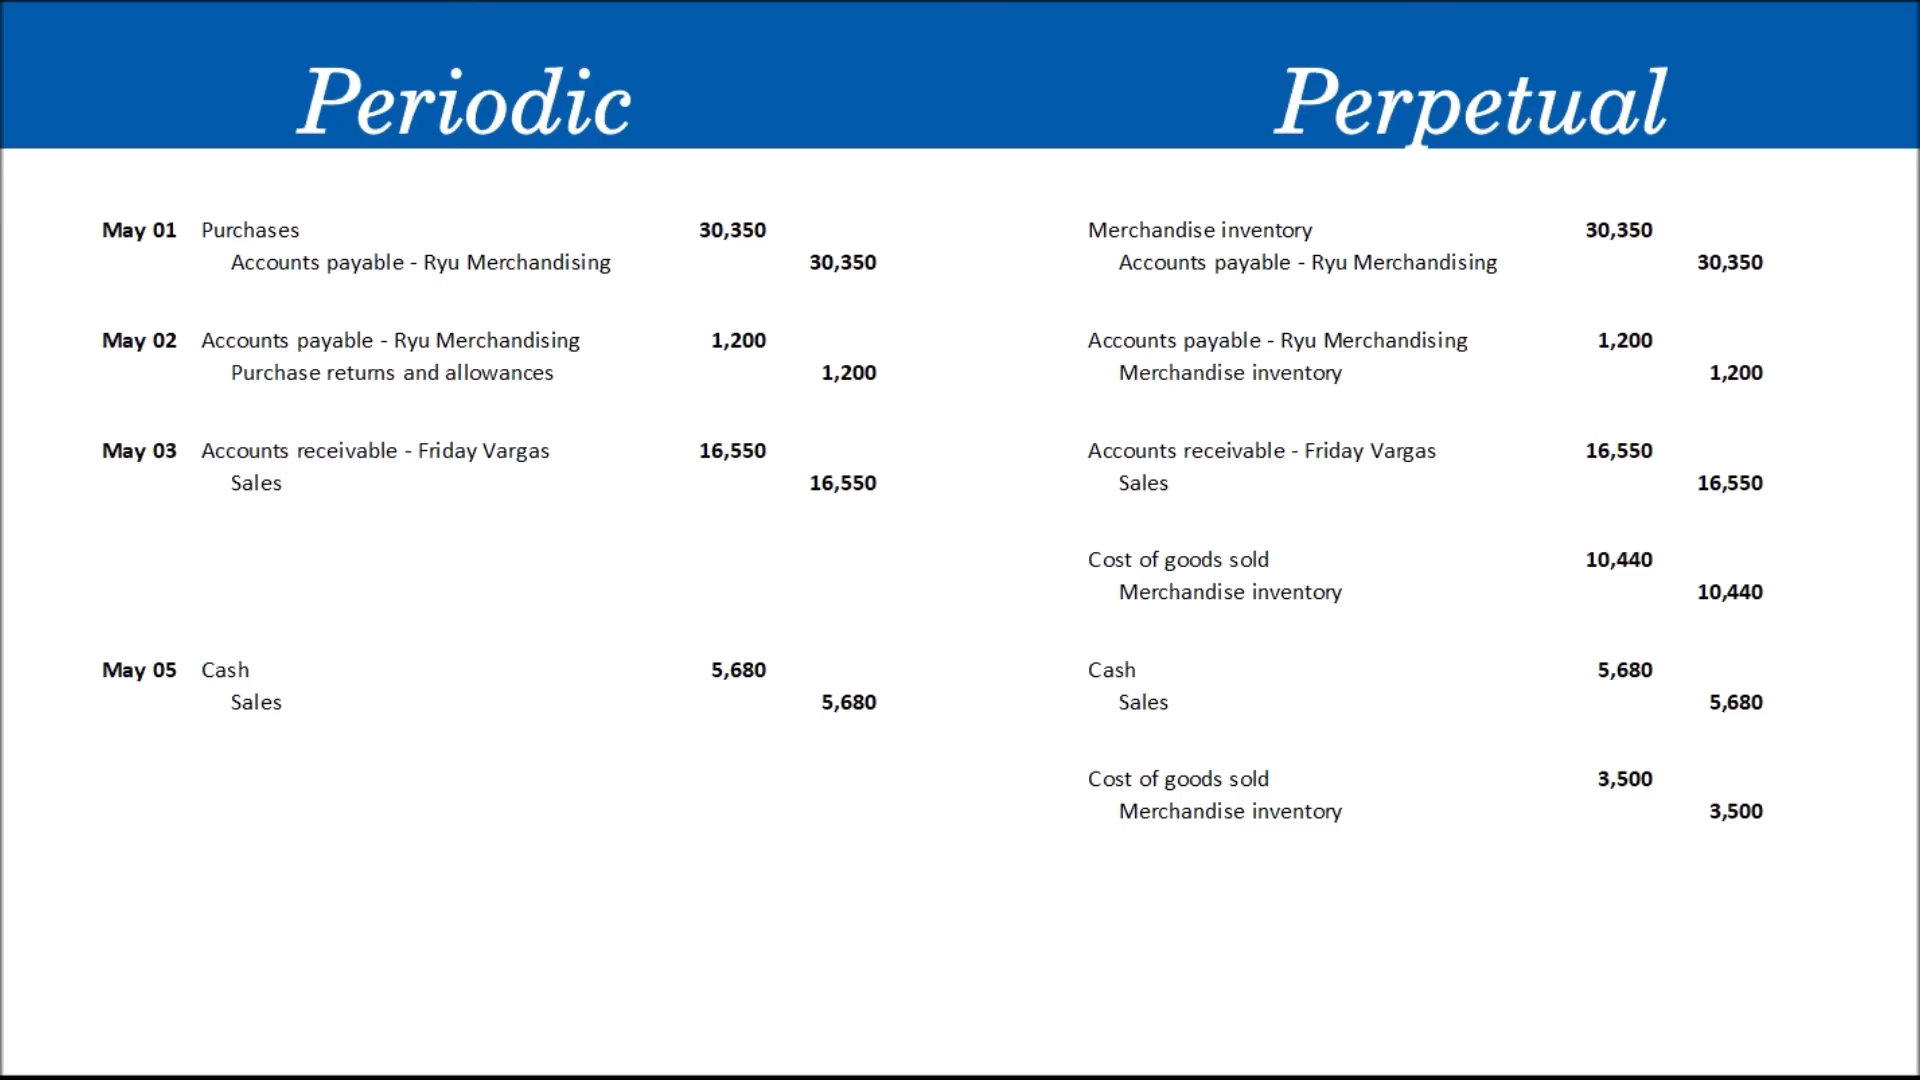 Periodic Perpetual
May 01 Purchases 30,350 Merchandise inventory 30,350
Accounts payable - Ryu Merchandising 30,350 Accounts payable - Ryu Merchandising 30,350
May 02 Accounts payable - Ryu Merchandising 1,200 Accounts payable - Ryu Merchandising 1,200
Purchase returns and allowances 1,200 Merchandise inventory 1,200
May 03 Accounts receivable - Friday Vargas 16,550 Accounts receivable - Friday Vargas 16,550
Sales 16,550 Sales 16,550
Cost of goods sold 10,440
Merchandise inventory 10,440
May 05 Cash 5,680 Cash 5,680
Sales 5,680 Sales 5,680
Cost of goods sold 3,500
Merchandise inventory 3,500